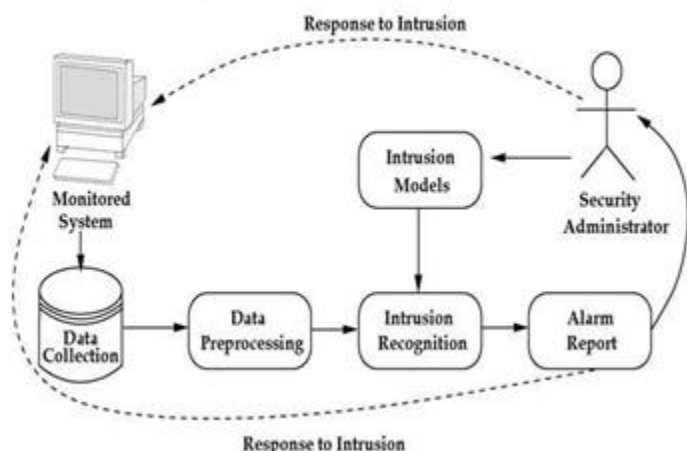 Response to Intrusion
Intrusion
Models
Monitored
System
Security
Administrator
Data
Collection
Data
Preprocessing
Intrusion
Recognition
Alarm
Report
Response to Intrusion